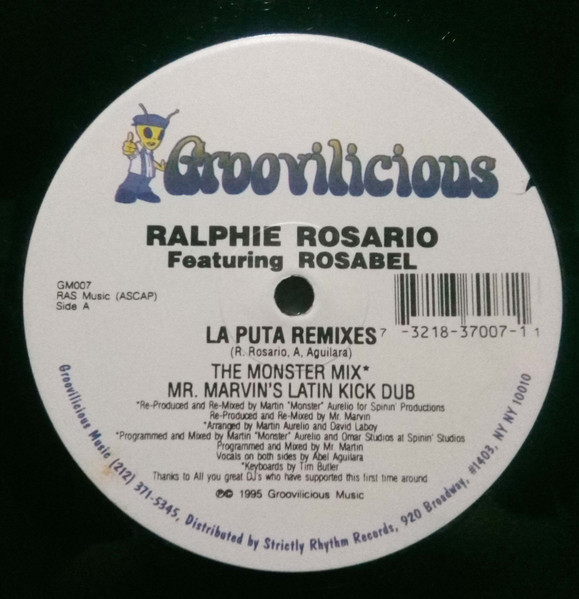 Groovilicious
RALPHIE ROSARIO
Featuring ROSABEL
GM007
RAS Music (ASCAP)
Side A
7 -3218-37007-1 1
LA PUTA REMIXES
(R. Rosario, A, Aguilara)
THE MONSTER MIX*
MR. MARVIN'S LATIN KICK DUB
*Re-Produced and Re-Mixed by Martin "Monster" Aurelio for Spinin' Productions
Re-Produced and Re-Mixed by Mr. Marvin
*Arranged by Martin Aurelio and David Laboy
*Programmed and Mixed by Martin "Monster" Aurelio and Omar Studios at Spinin' Studios
Programmed and Mixed by Mr. Martin
Vocals on both sides by Abel Aguilara
*Keyboards by Tim Butler
Thanks to All you great DJ's who have supported this first time around
℗© 1995 Groovilicious Music
Groovilicious Music (212) 371-5345, Distributed by Strictly Rhythm Records, 920 Broadway, #1403, NY, NY 10010